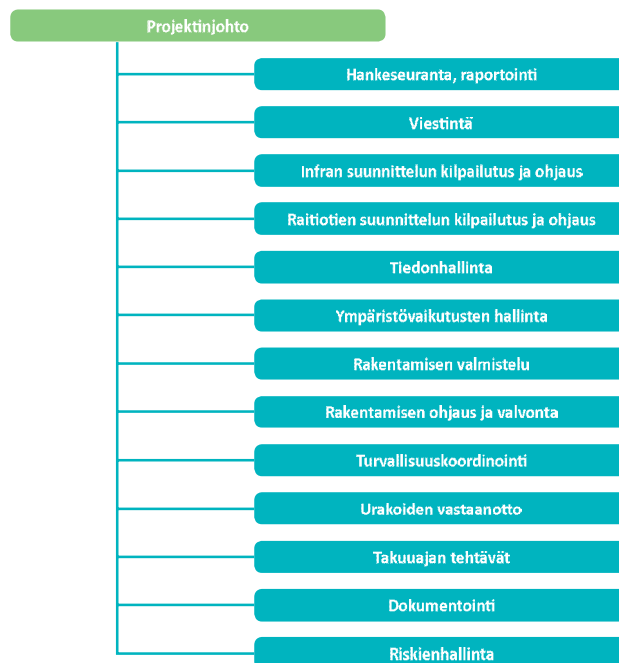 Projektinjohto
Hankeseuranta, raportointi
Viestintä
Infran suunnittelun kilpailutus ja ohjaus
Raitiotien suunnittelun kilpailutus ja ohjaus
Tiedonhallinta
Ympäristövaikutusten hallinta
Rakentamisen valmistelu
Rakentamisen ohjaus ja valvonta
Turvallisuuskoordinointi
Urakoiden vastaanotto
Takuuajan tehtävät
Dokumentointi
Riskienhallinta